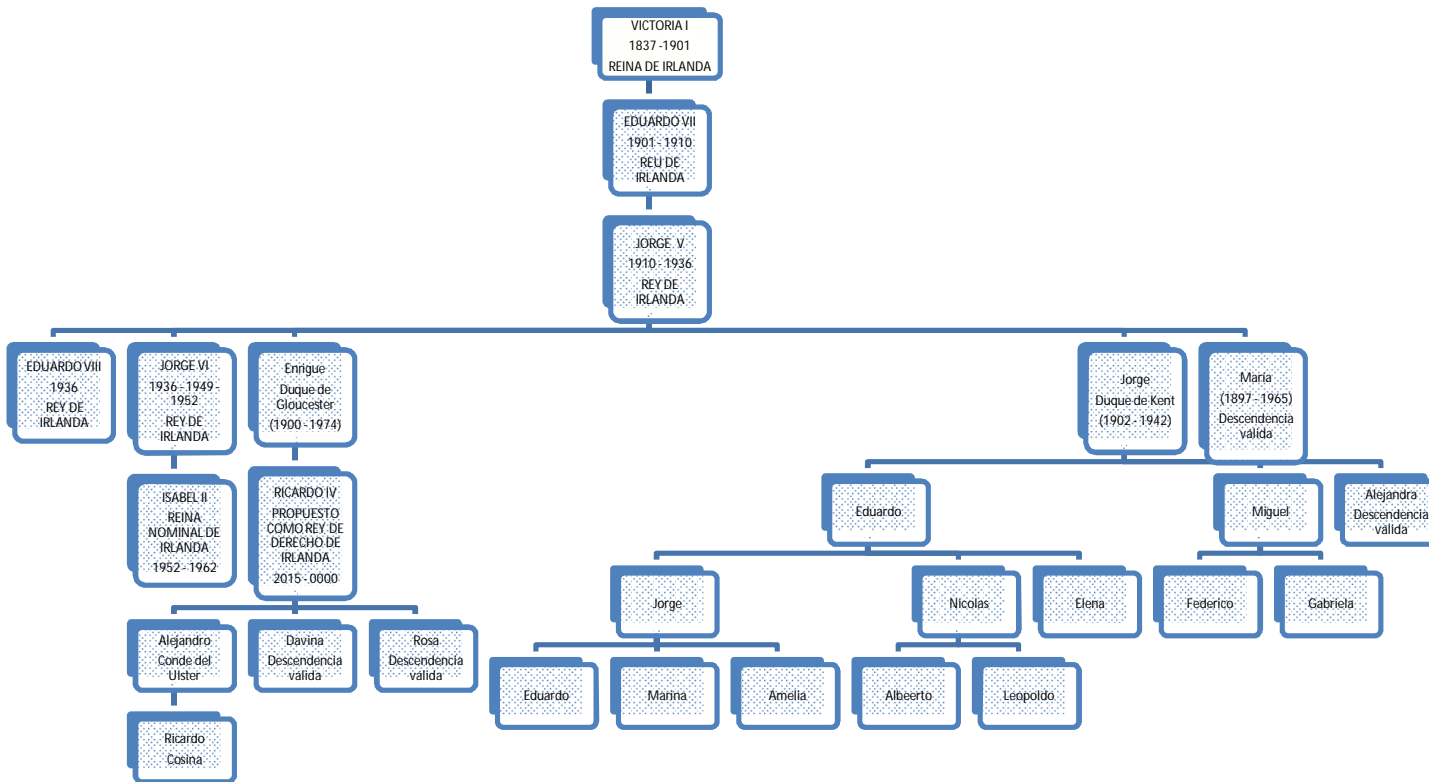 VICTORIA I
1837 -1901
REINA DE IRLANDA
EDUARDO VII
1901 - 1910
REU DE
IRLANDA
JORGE V
1910 - 1936
REY DE
IRLANDA
EDUARDO VIII
1936
REY DE
IRLANDA
JORGE VI
1936 - 1949 -
1952
REY DE
IRLANDA
Enrigue
Duque de
Gloucester
(1900 - 1974)
Jorge
Duque de Kent
(1902 - 1942)
María
(1897 - 1965)
Descendencia
válida
ISABEL II
REINA
NOMINAL DE
IRLANDA
1952 - 1962
RICARDO IV
PROPUESTO
COMO REY DE
DERECHO DE
IRLANDA
2015 - 0000
Eduardo
Miguel
Alejandra
Descendencia
válida
Jorge
Nicolas
Elena
Federico
Gabriela
Alejandro
Conde del
Ulster
Davina
Descendencia
válida
Rosa
Descendencia
válida
Eduardo
Marina
Amelia
Albeerto
Leopoldo
Ricardo
Cosina